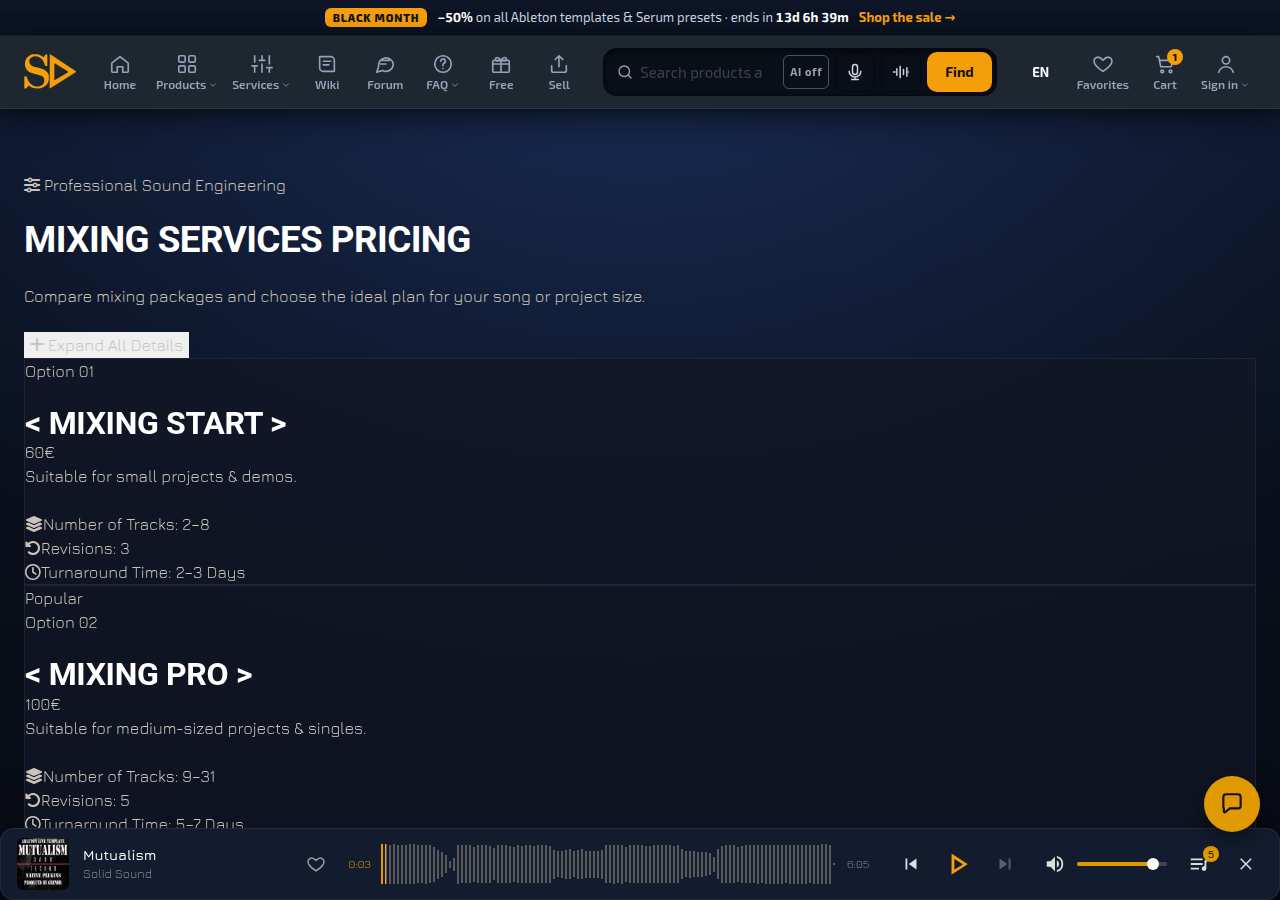 BLACK MONTH −50% on all Ableton templates & Serum presets · ends in 13d 6h 39m Shop the sale →
Home Products Services Wiki Forum FAQ Free Sell Search products a AI off Find EN Favorites Cart 1 Sign in
Professional Sound Engineering
MIXING SERVICES PRICING
Compare mixing packages and choose the ideal plan for your song or project size.
Expand All Details
Option 01
< MIXING START >
60€
Suitable for small projects & demos.
Number of Tracks: 2–8
Revisions: 3
Turnaround Time: 2–3 Days
Popular
Option 02
< MIXING PRO >
100€
Suitable for medium-sized projects & singles.
Number of Tracks: 9–31
Revisions: 5
Turnaround Time: 5–7 Days
MUTUALISM
Mutualism
Solid Sound
0:03
6:05
5